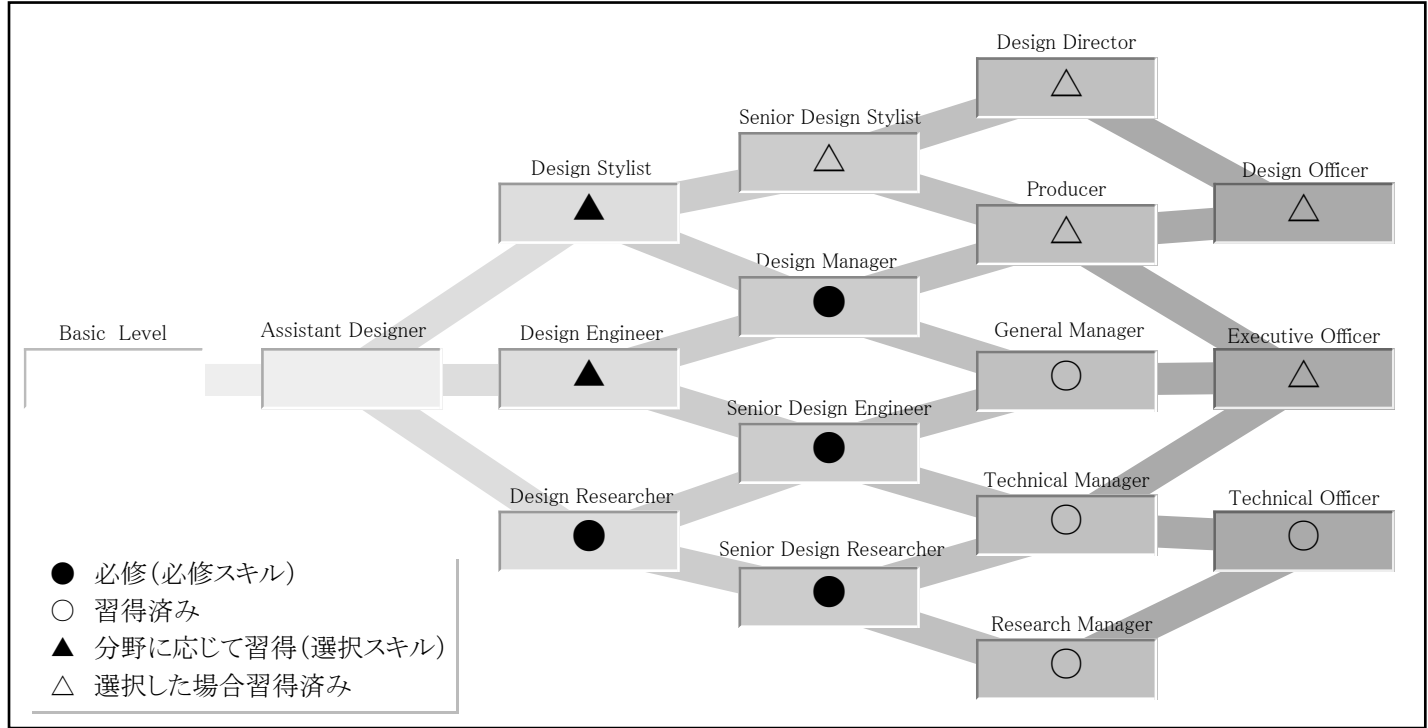 Design Director
△
Senior Design Stylist
△
Design Stylist
▲
Producer
△
Design Officer
△
Design Manager
●
Basic Level
Assistant Designer
Design Engineer
▲
General Manager
○
Executive Officer
△
Senior Design Engineer
●
Design Researcher
●
Technical Manager
○
Technical Officer
○
Senior Design Researcher
●
Research Manager
○
● 必修(必修スキル)
○ 習得済み
▲ 分野に応じて習得(選択スキル)
△ 選択した場合習得済み